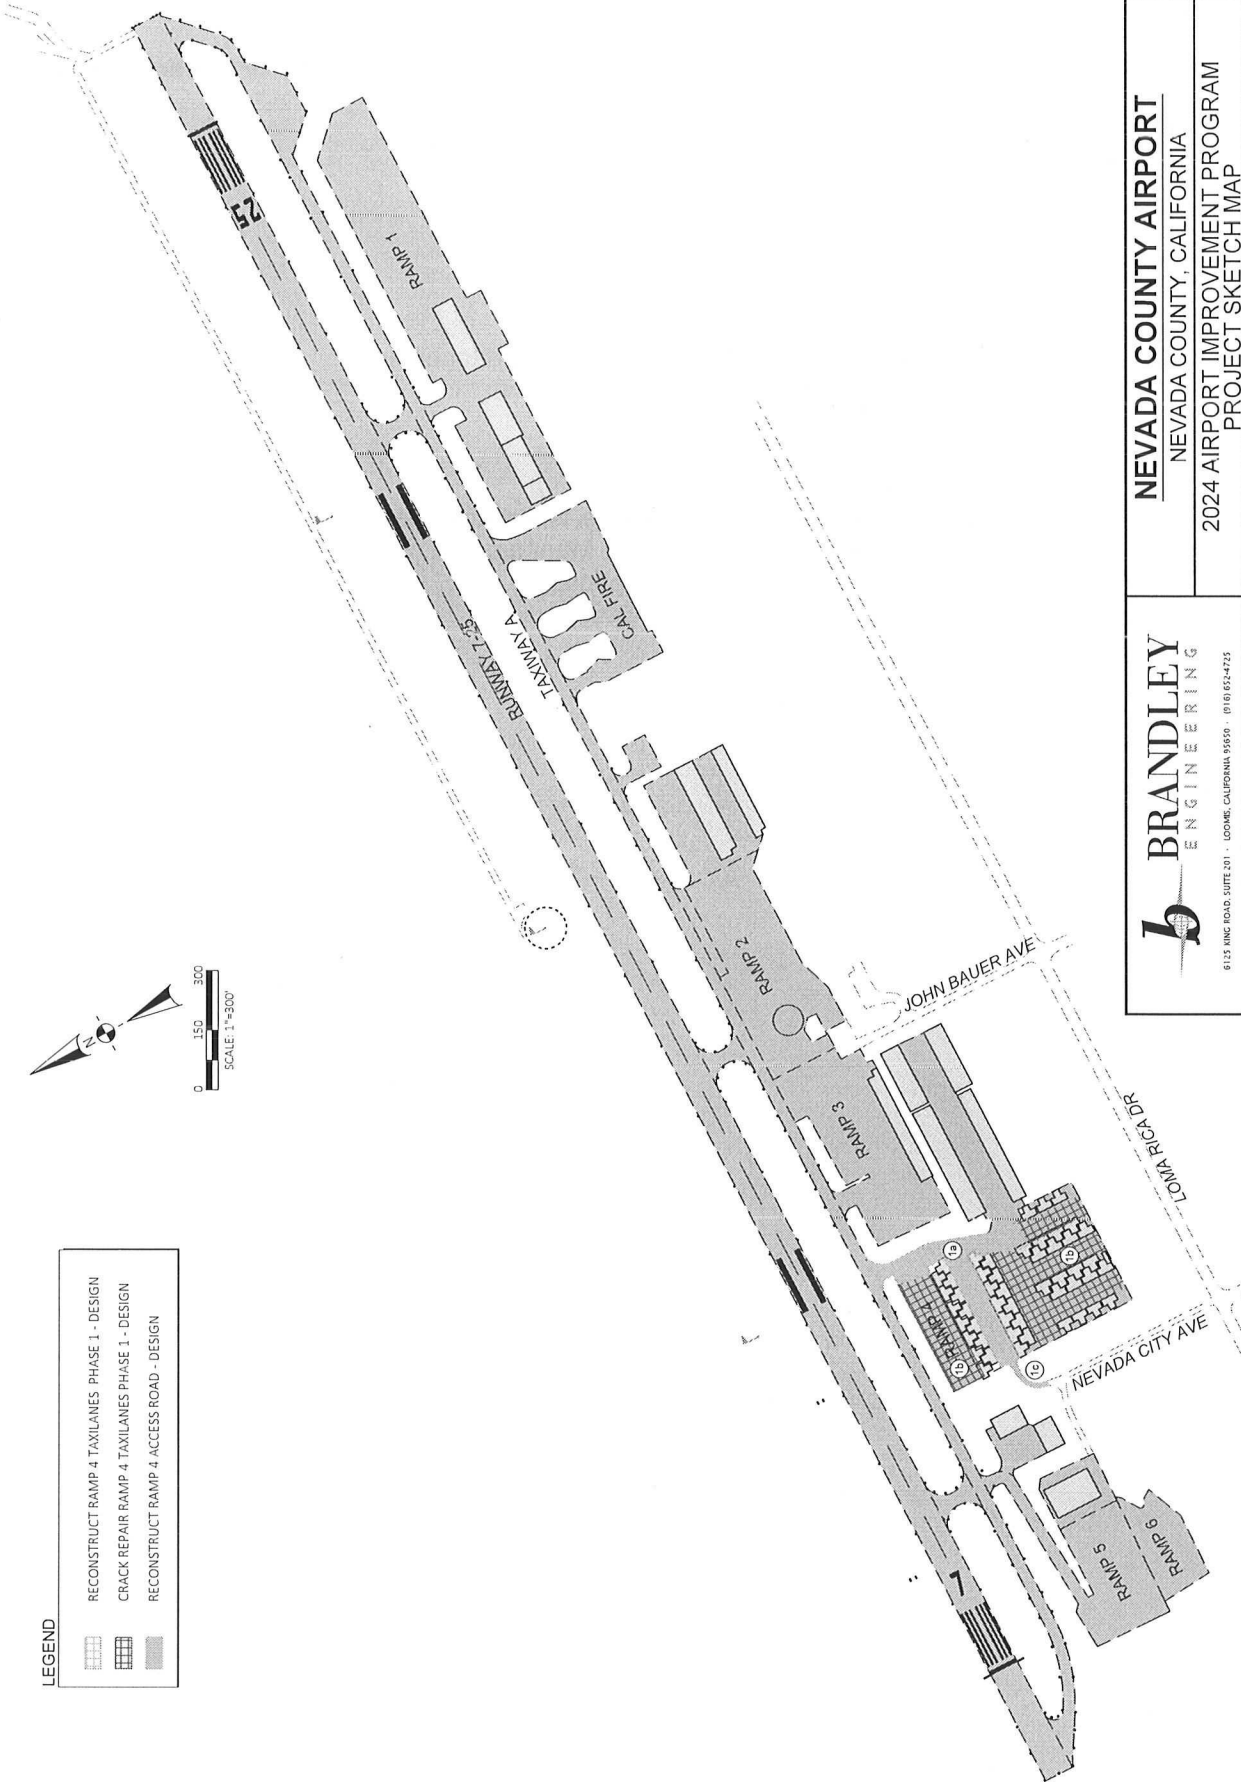 LEGEND
RECONSTRUCT RAMP 4 TAXILANES PHASE 1 - DESIGN
CRACK REPAIR RAMP 4 TAXILANES PHASE 1 - DESIGN
RECONSTRUCT RAMP 4 ACCESS ROAD - DESIGN
N
0 150 300
SCALE: 1"=300'
7
25
RUNWAY 7-25
TAXIWAY A
RAMP 1
CAL FIRE
RAMP 2
RAMP 3
RAMP 4
RAMP 5
RAMP 6
1a
1b
1b
1c
JOHN BAUER AVE
LOMA RICA DR
NEVADA CITY AVE
b BRANDLEY
ENGINEERING
6125 KING ROAD, SUITE 201 · LOOMIS, CALIFORNIA 95650 · (916) 652-4725
NEVADA COUNTY AIRPORT
NEVADA COUNTY, CALIFORNIA
2024 AIRPORT IMPROVEMENT PROGRAM
PROJECT SKETCH MAP